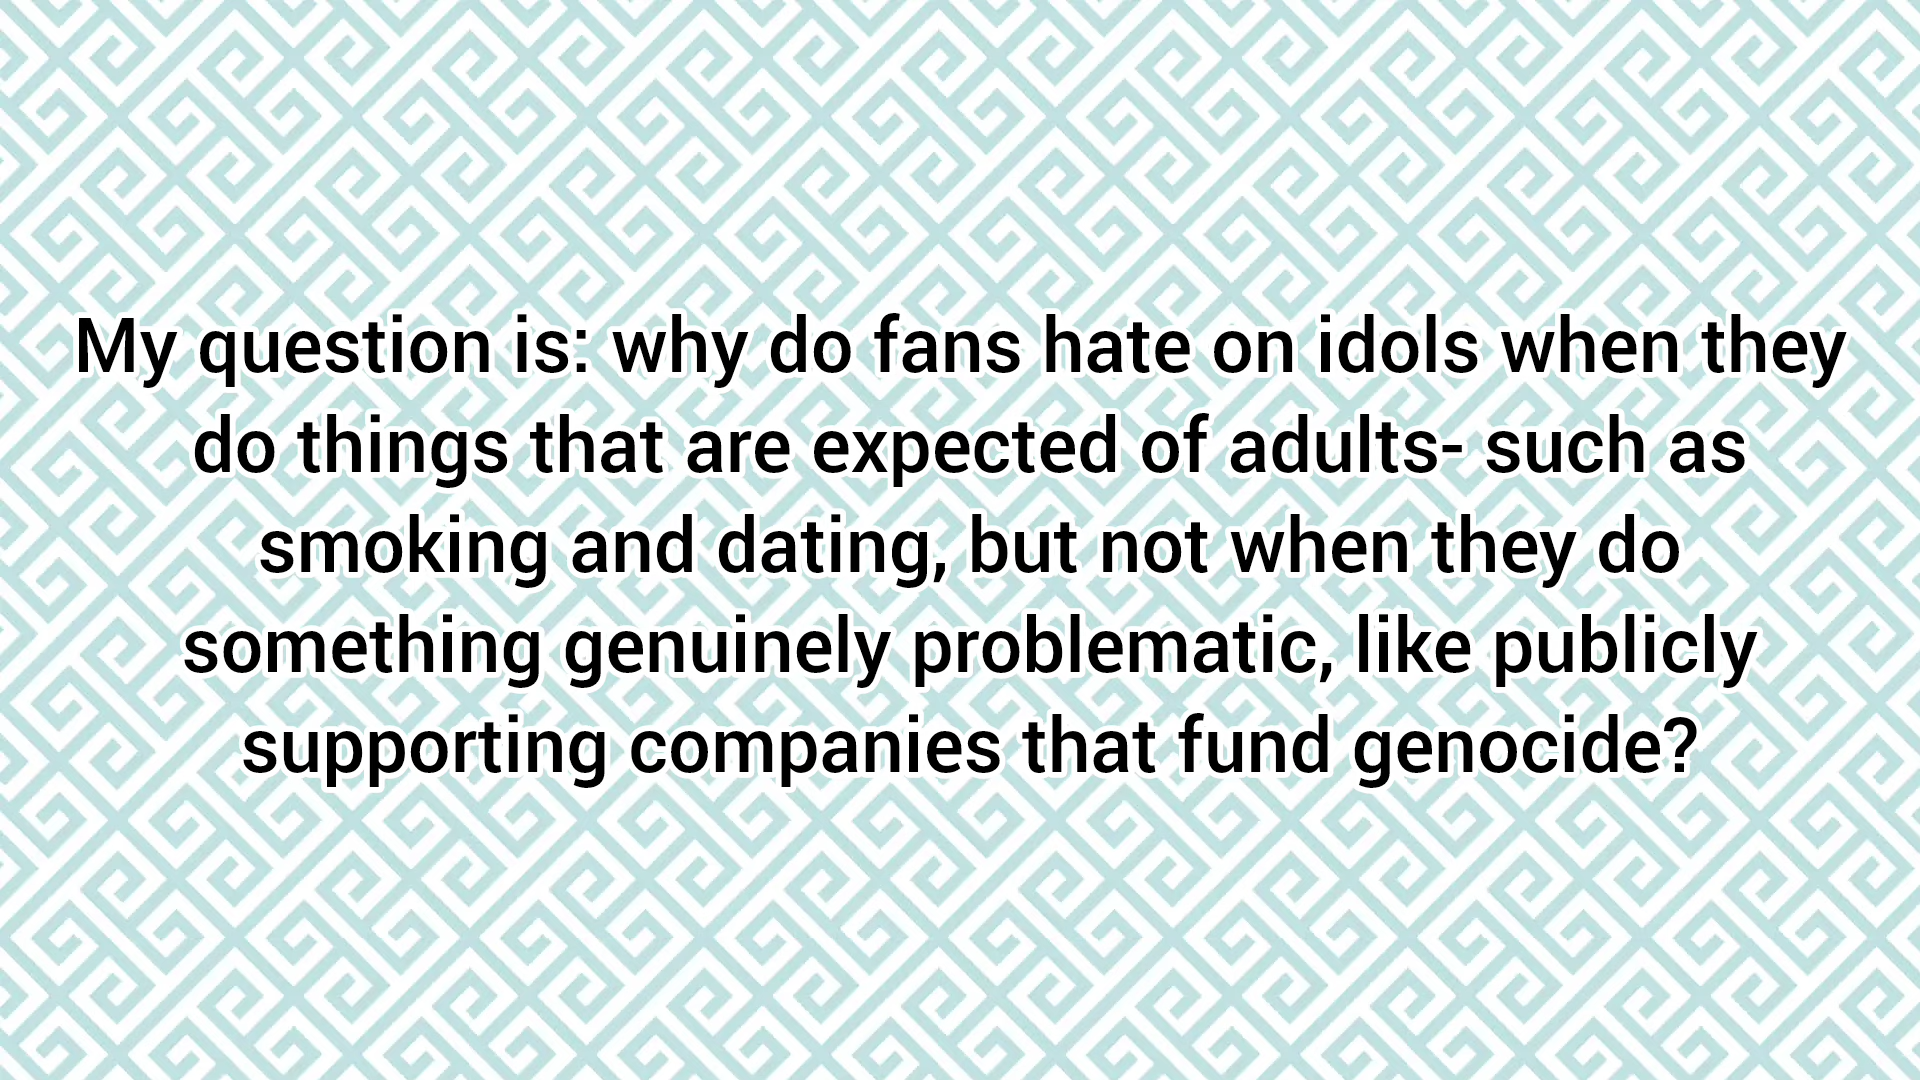 My question is: why do fans hate on idols when they
do things that are expected of adults- such as
smoking and dating, but not when they do
something genuinely problematic, like publicly
supporting companies that fund genocide?